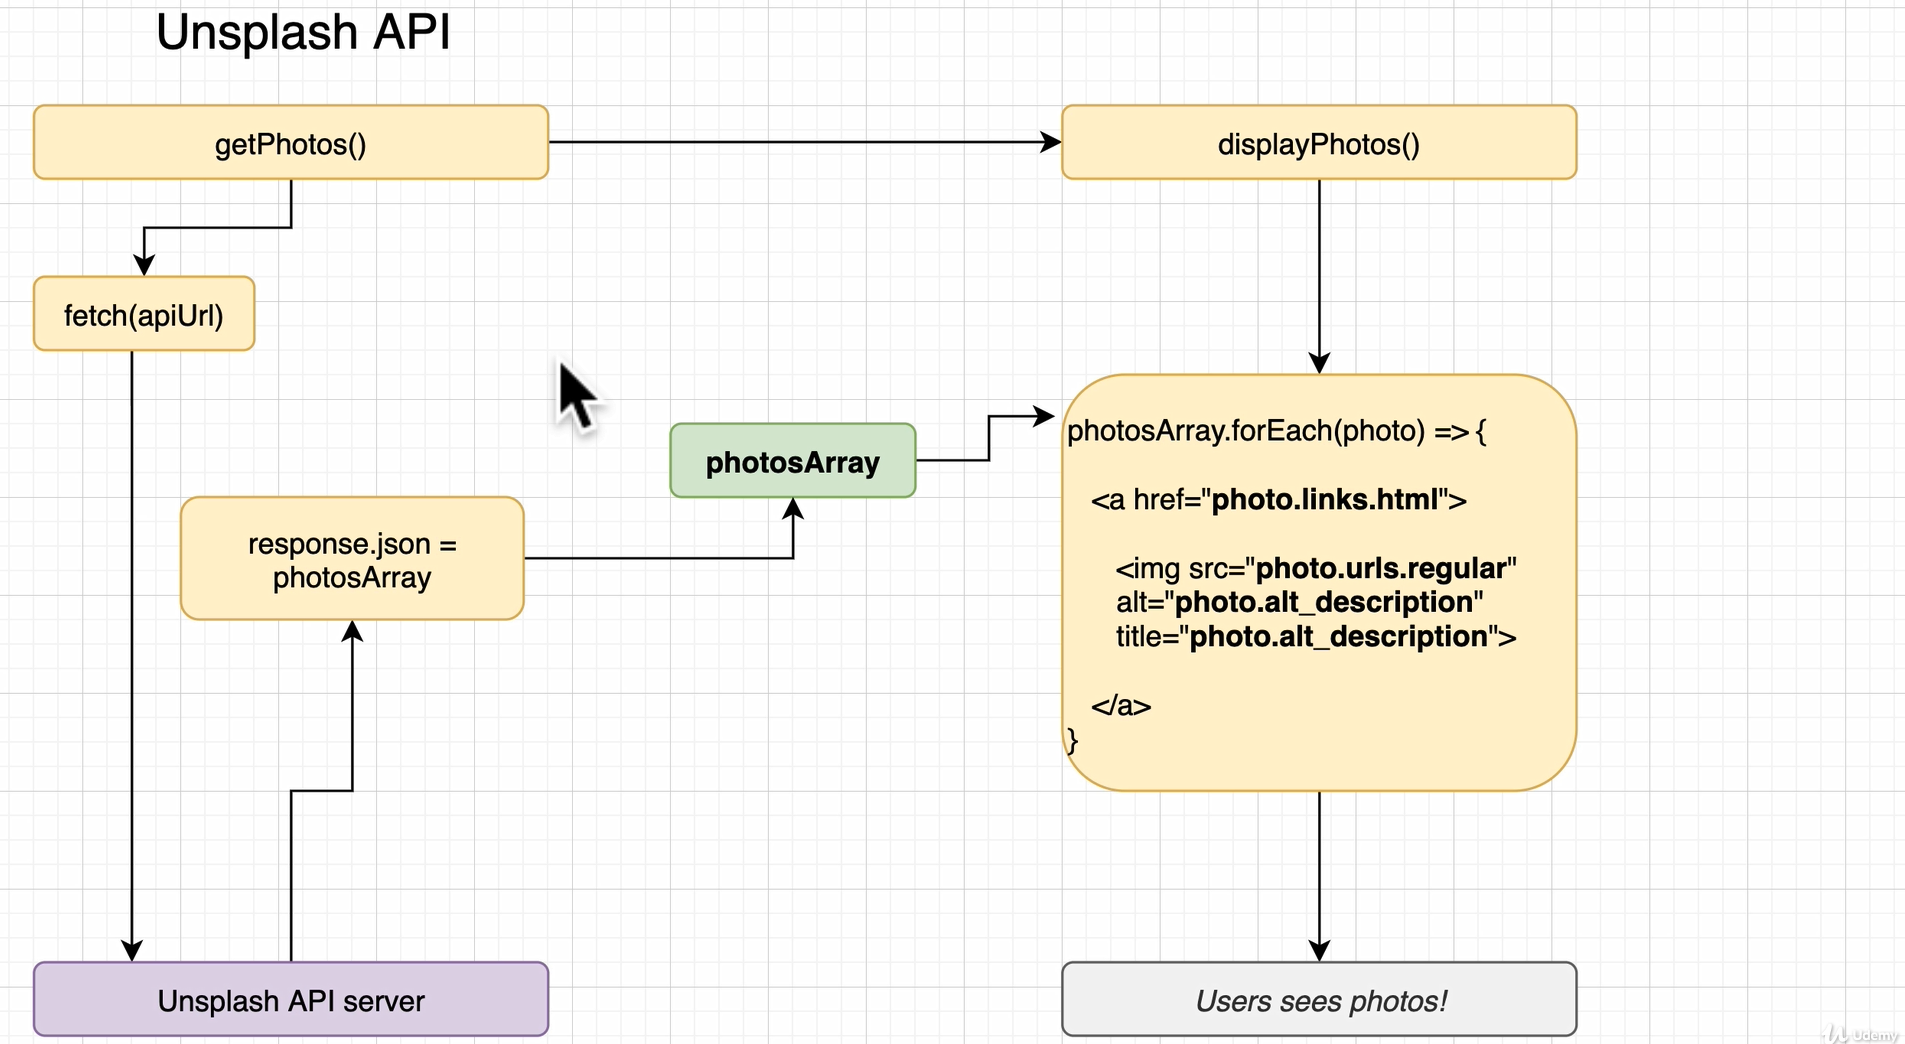 Unsplash API
getPhotos()
displayPhotos()
fetch(apiUrl)
photosArray
response.json =
photosArray
photosArray.forEach(photo) => {
<a href="photo.links.html">
<img src="photo.urls.regular"
alt="photo.alt_description"
title="photo.alt_description">
</a>
}
Unsplash API server
Users sees photos!
Udemy